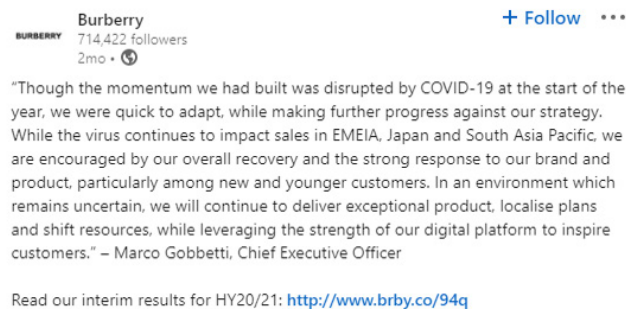 Burberry
+ Follow ...
BURBERRY
714,422 followers
2mo •
“Though the momentum we had built was disrupted by COVID-19 at the start of the
year, we were quick to adapt, while making further progress against our strategy.
While the virus continues to impact sales in EMEIA, Japan and South Asia Pacific, we
are encouraged by our overall recovery and the strong response to our brand and
product, particularly among new and younger customers. In an environment which
remains uncertain, we will continue to deliver exceptional product, localise plans
and shift resources, while leveraging the strength of our digital platform to inspire
customers.” – Marco Gobbetti, Chief Executive Officer
Read our interim results for HY20/21: http://www.brby.co/94q